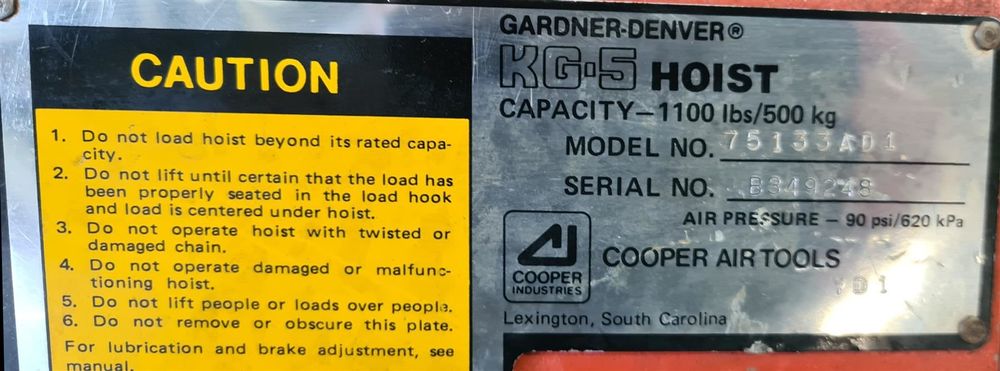 CAUTION
1. Do not load hoist beyond its rated capa-
city.
2. Do not lift until certain that the load has
been properly seated in the load hook
and load is centered under hoist.
3. Do not operate hoist with twisted or
damaged chain.
4. Do not operate damaged or malfunc-
tioning hoist.
5. Do not lift people or loads over people.
6. Do not remove or obscure this plate.
For lubrication and brake adjustment, see
manual.
GARDNER-DENVER®
KG-5 HOIST
CAPACITY—1100 lbs/500 kg
MODEL NO. 75133AD1
SERIAL NO. B349248
AIR PRESSURE — 90 psi/620 kPa
COOPER
INDUSTRIES
COOPER AIR TOOLS
Lexington, South Carolina